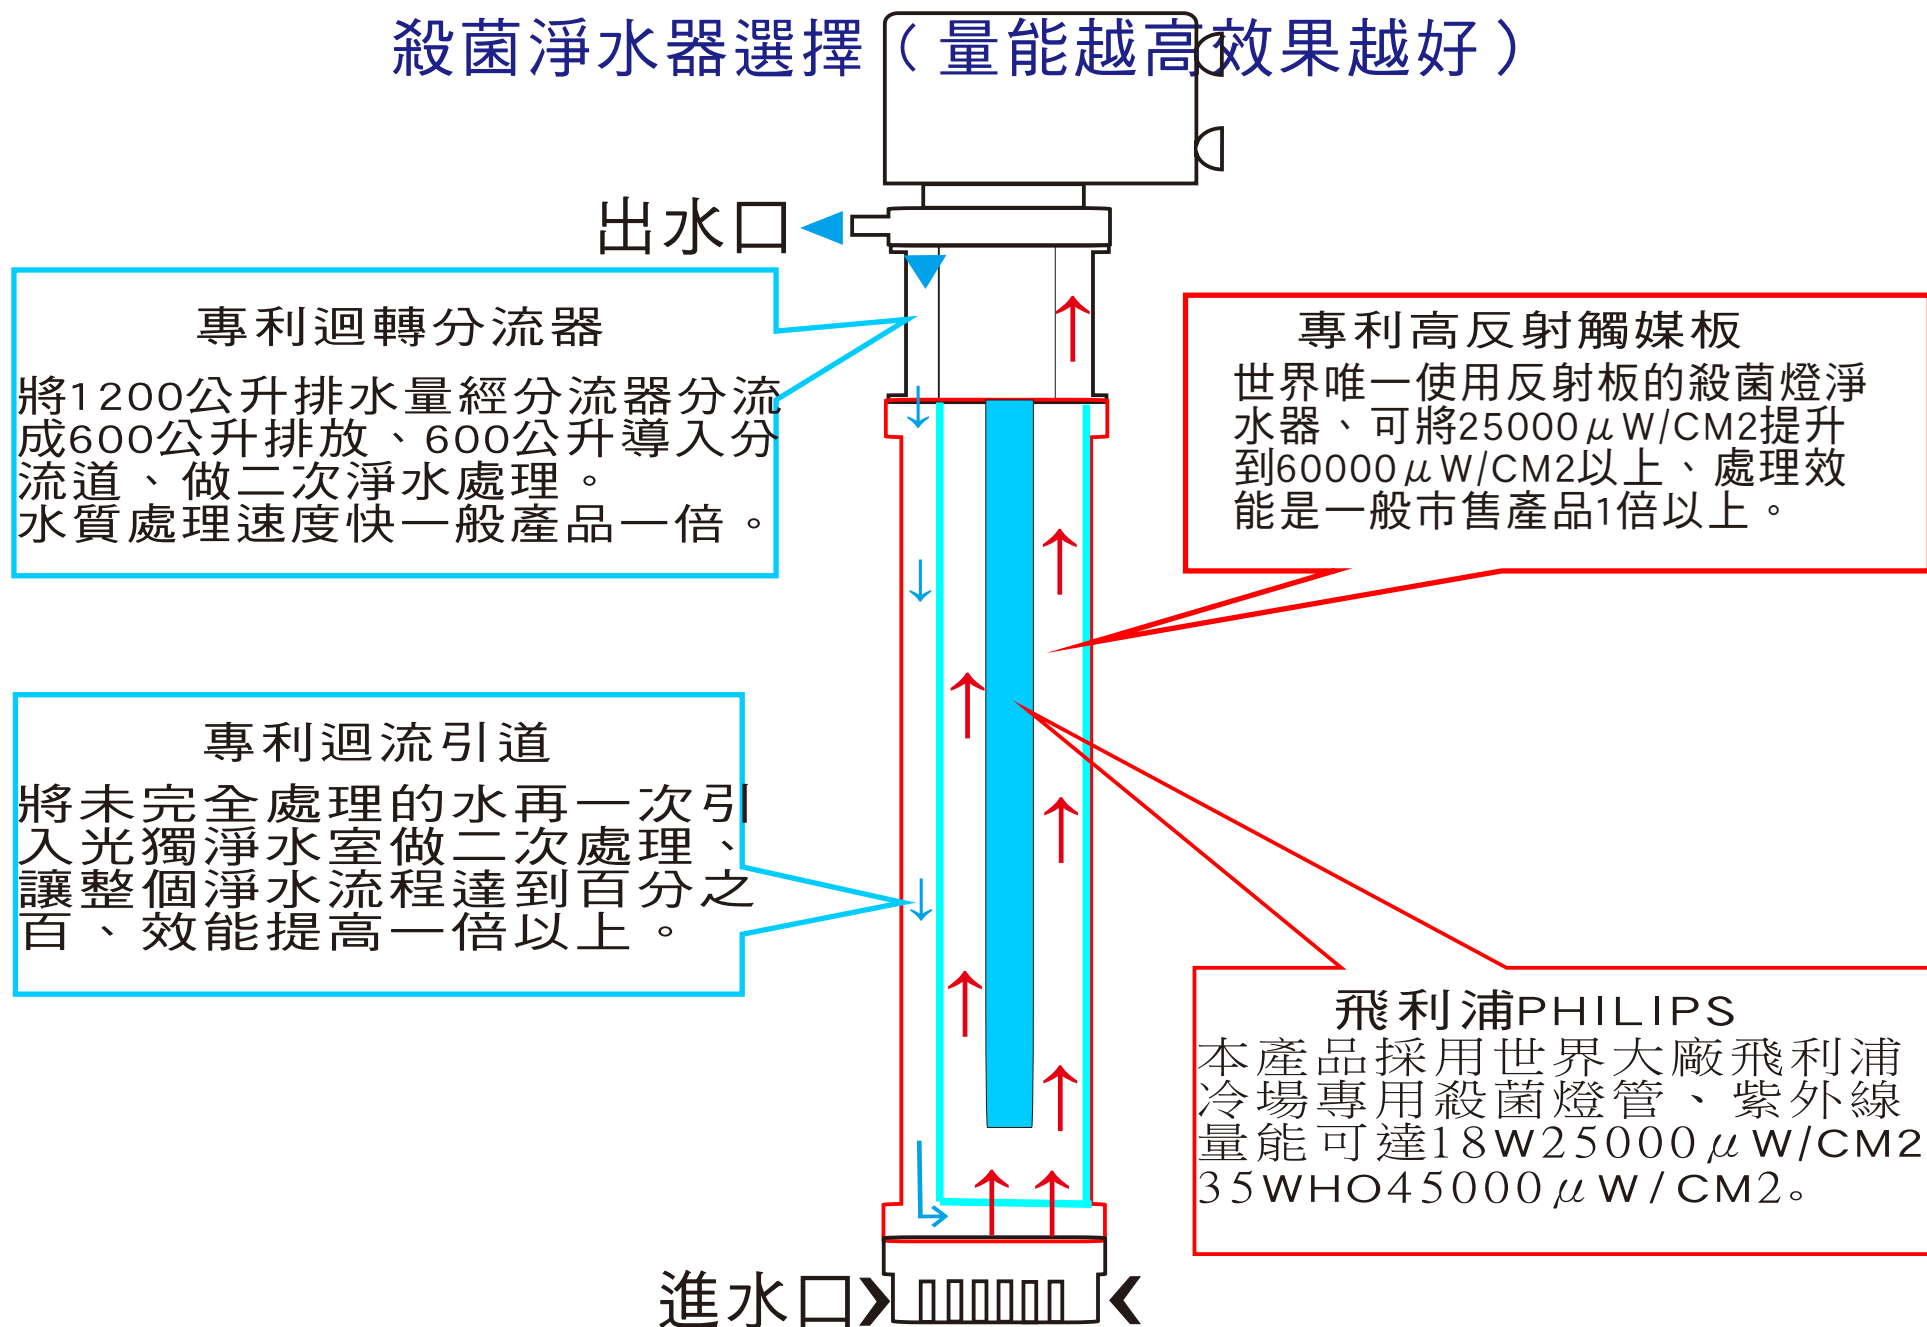 殺菌淨水器選擇（量能越高效果越好）
出水口
專利迴轉分流器
將1200公升排水量經分流器分流
成600公升排放、600公升導入分
流道、做二次淨水處理。
水質處理速度快一般產品一倍。
專利高反射觸媒板
世界唯一使用反射板的殺菌燈淨
水器、可將25000μW/CM2提升
到60000μW/CM2以上、處理效
能是一般市售產品1倍以上。
專利迴流引道
將未完全處理的水再一次引
入光獨淨水室做二次處理、
讓整個淨水流程達到百分之
百、效能提高一倍以上。
飛利浦PHILIPS
本產品採用世界大廠飛利浦
冷場專用殺菌燈管、紫外線
量能可達18W25000μW/CM2
35WHO45000μW/CM2。
進水口